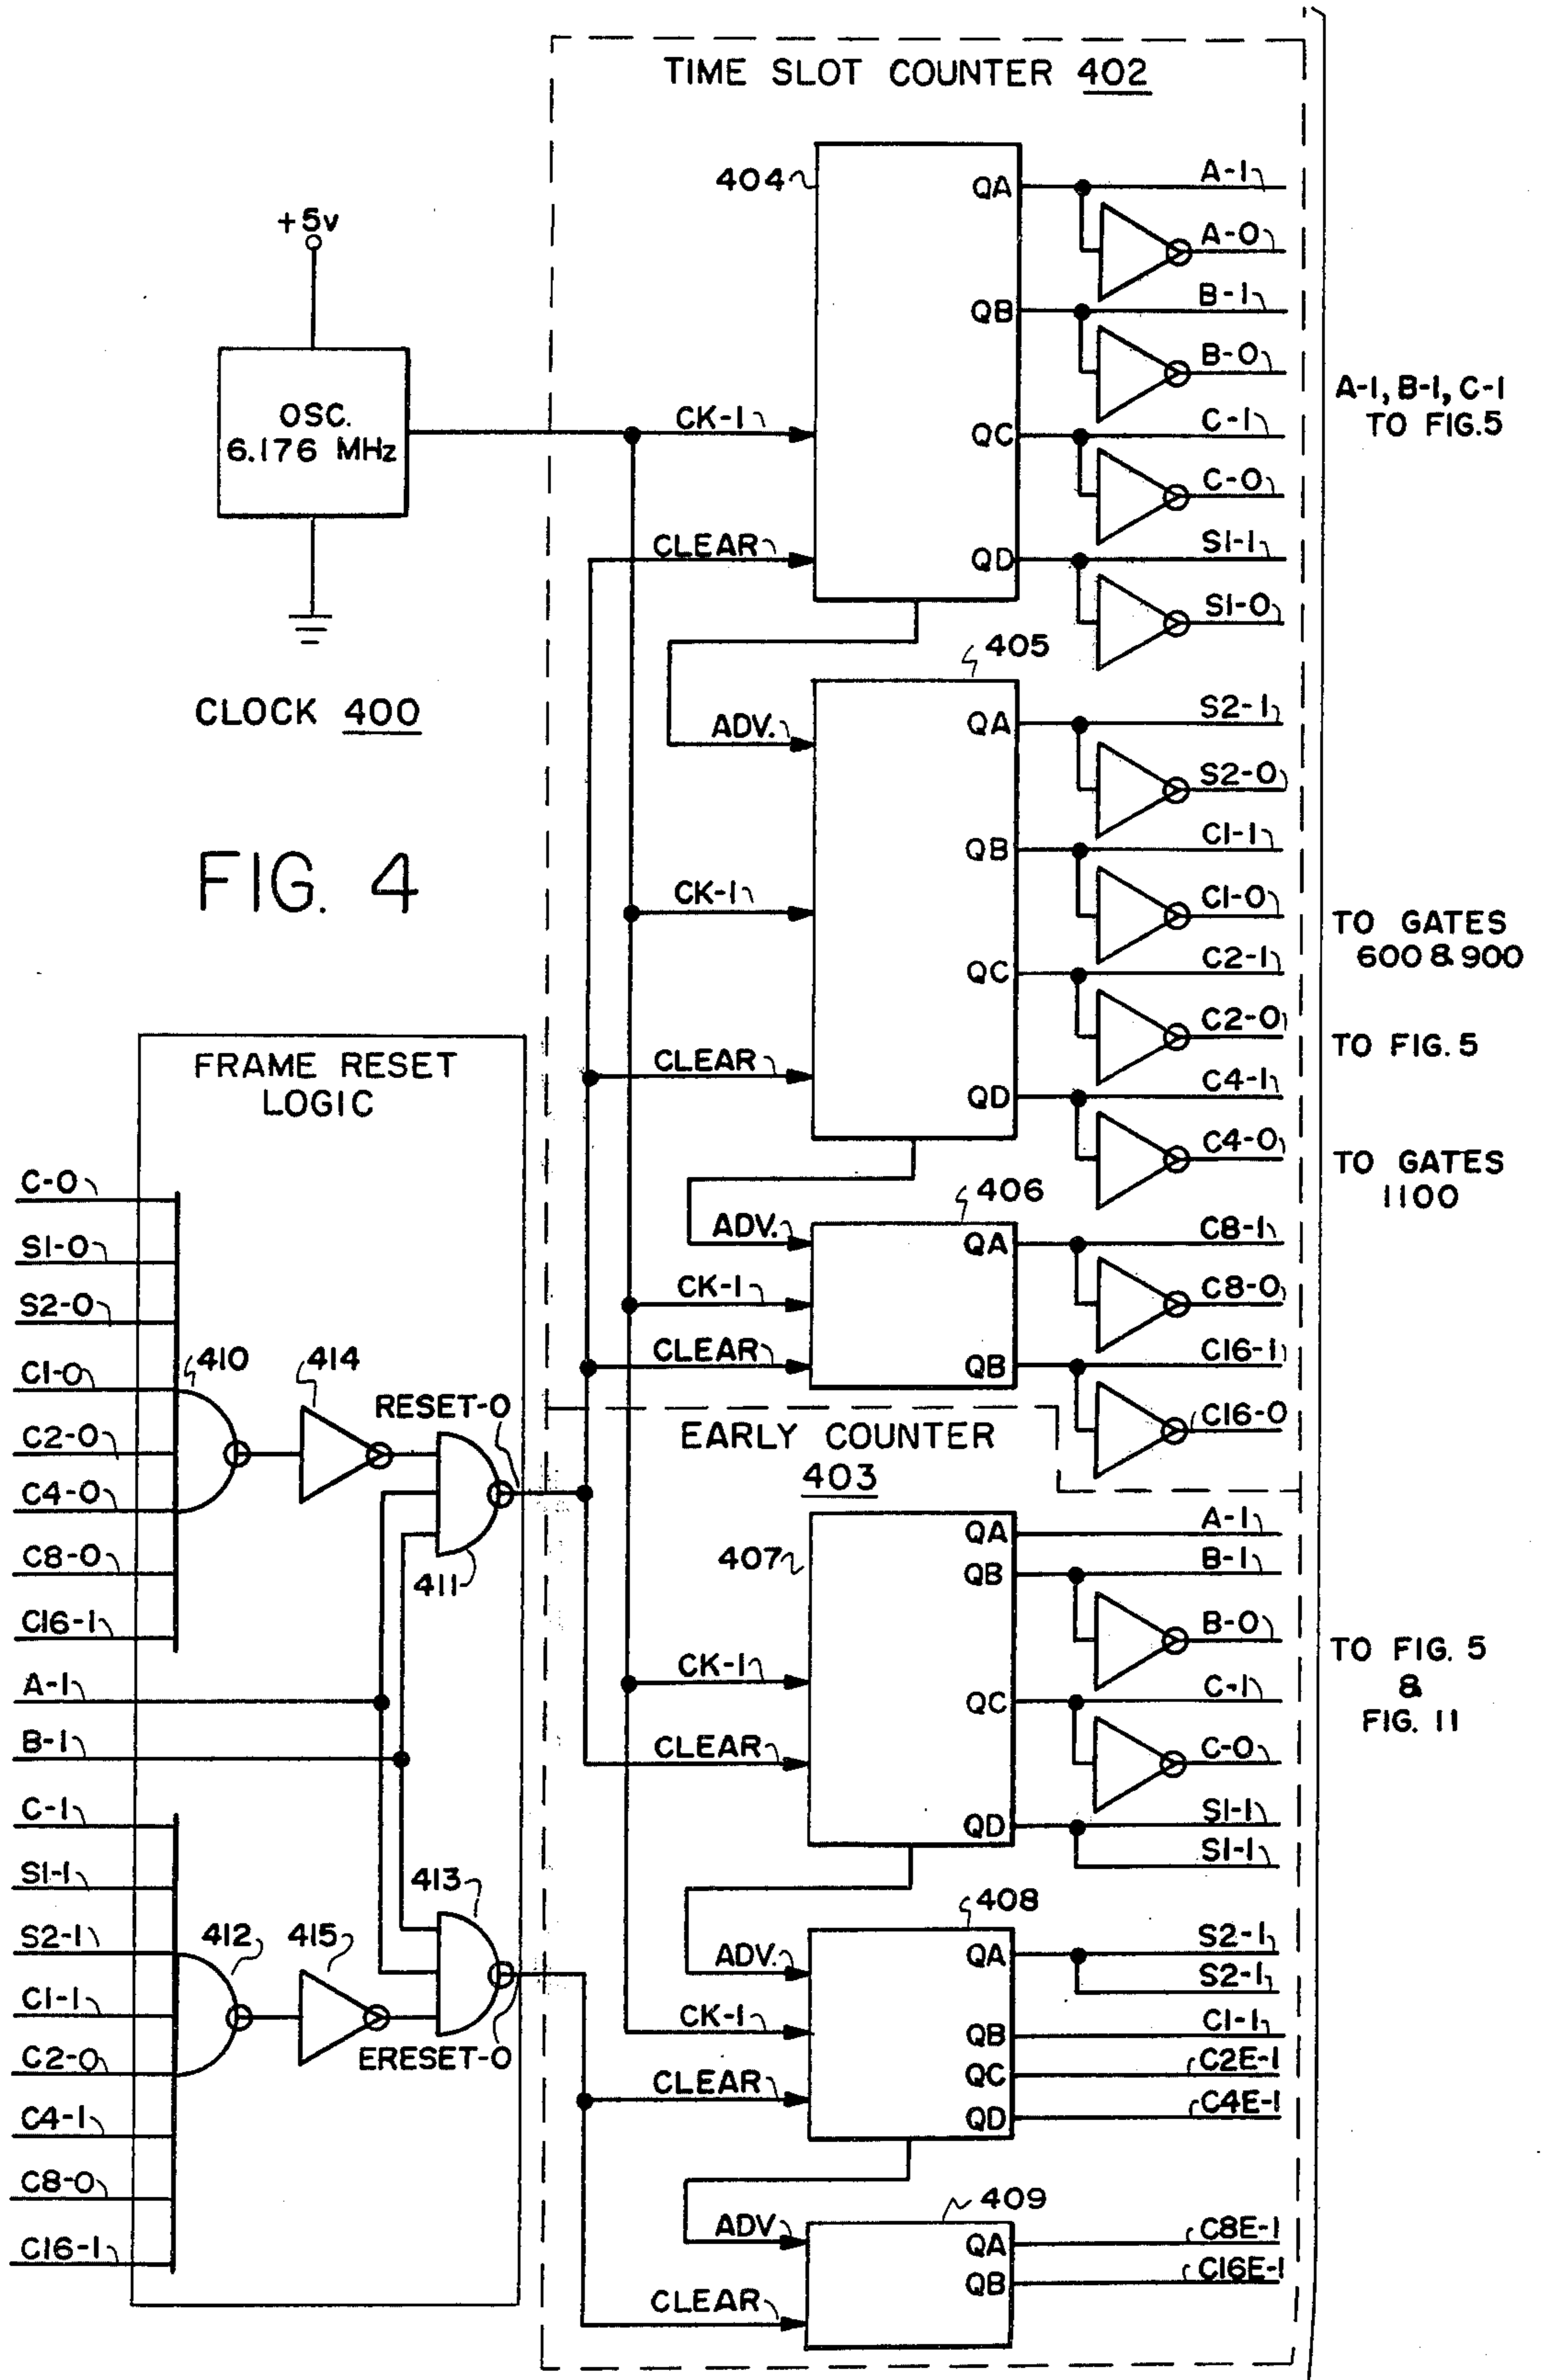 TIME SLOT COUNTER 402
404
QA
A-1
A-0
QB
B-1
B-0
QC
C-1
C-0
QD
S1-1
S1-0
CK-1
CLEAR
+5v
OSC.
6.176 MHz
CLOCK 400
FIG. 4
A-1, B-1, C-1
TO FIG.5
405
ADV.
CK-1
CLEAR
QA
S2-1
S2-0
QB
C1-1
C1-0
QC
C2-1
C2-0
QD
C4-1
C4-0
TO GATES
600 & 900
TO FIG. 5
TO GATES
1100
406
ADV.
CK-1
CLEAR
QA
C8-1
C8-0
QB
C16-1
C16-0
FRAME RESET
LOGIC
C-0
S1-0
S2-0
C1-0
C2-0
C4-0
C8-0
C16-1
410
414
RESET-0
411
A-1
B-1
C-1
S1-1
S2-1
C1-1
C2-0
C4-1
C8-0
C16-1
412
415
413
ERESET-0
EARLY COUNTER
403
407
CK-1
CLEAR
QA
A-1
QB
B-1
B-0
QC
C-1
C-0
QD
S1-1
S1-1
TO FIG. 5
&
FIG. 11
408
ADV.
CK-1
CLEAR
QA
S2-1
S2-1
QB
C1-1
QC
C2E-1
QD
C4E-1
409
ADV
CLEAR
QA
C8E-1
QB
C16E-1